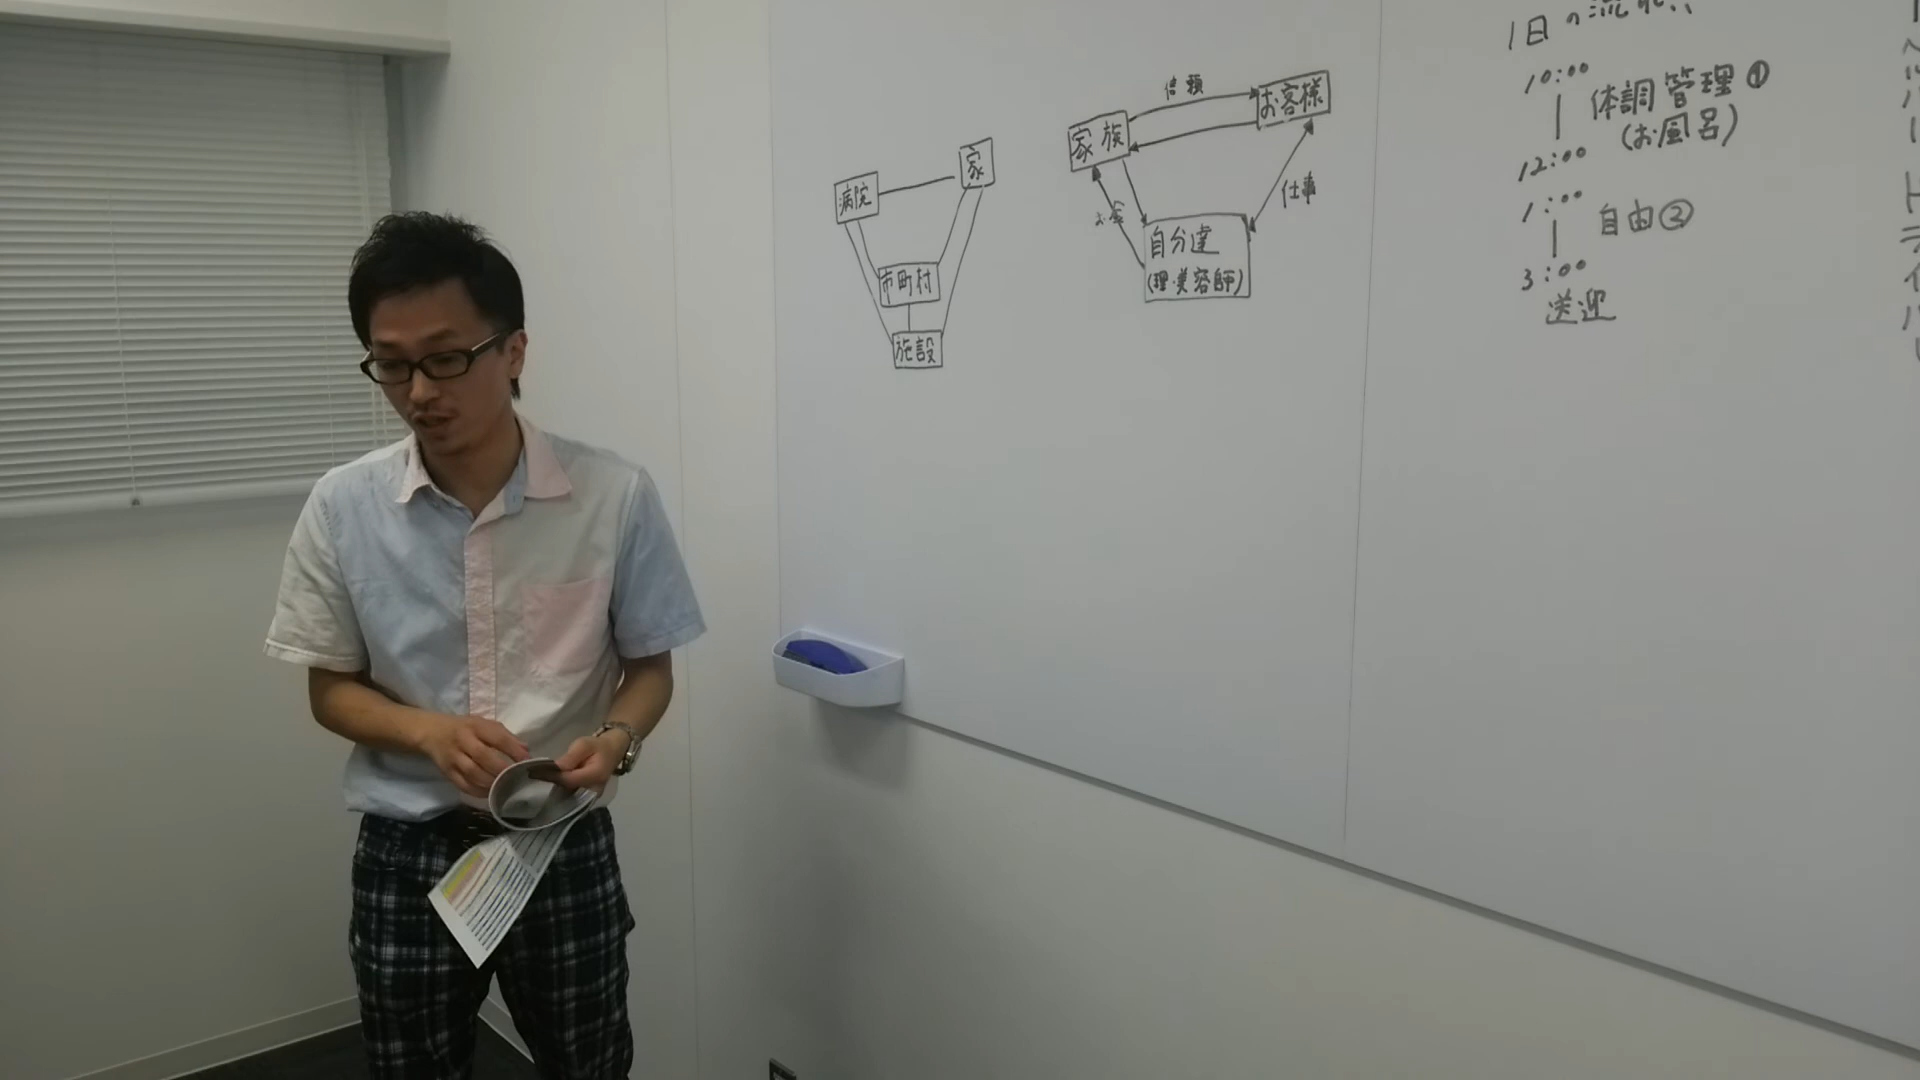 病院
家
市町村
施設
信頼
家族
お客様
お金
仕事
自分達
(理・美容師)
1日の流れ
10:00
体調管理①
(お風呂)
12:00
1:00
自由②
3:00
送迎